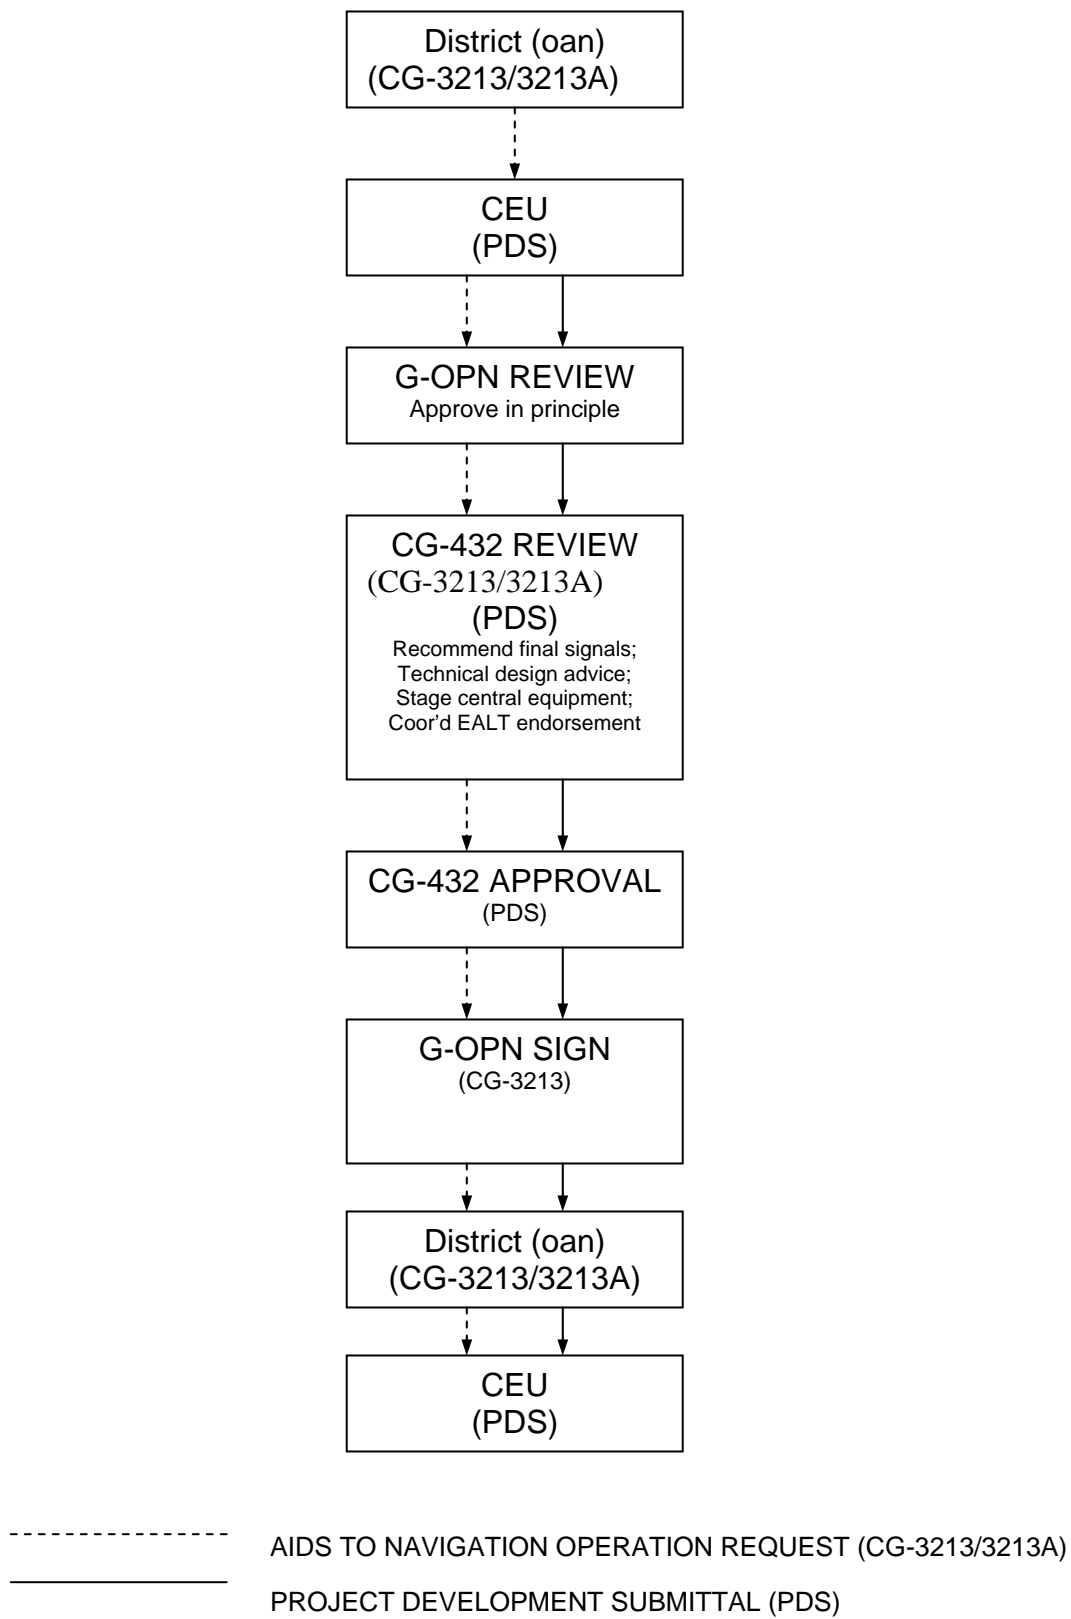 District (oan)
(CG-3213/3213A)
CEU
(PDS)
G-OPN REVIEW
Approve in principle
CG-432 REVIEW
(CG-3213/3213A)
(PDS)
Recommend final signals;
Technical design advice;
Stage central equipment;
Coor’d EALT endorsement
CG-432 APPROVAL
(PDS)
G-OPN SIGN
(CG-3213)
District (oan)
(CG-3213/3213A)
CEU
(PDS)
AIDS TO NAVIGATION OPERATION REQUEST (CG-3213/3213A)
PROJECT DEVELOPMENT SUBMITTAL (PDS)